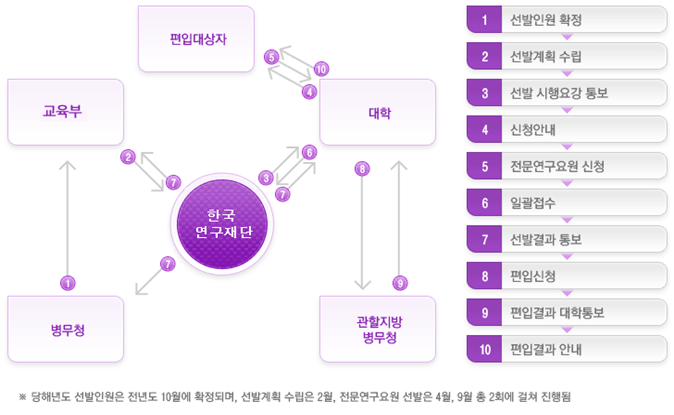 편입대상자
교육부
대학
한국
연구재단
병무청
관할지방
병무청
5
10
4
2
7
3
6
7
8
7
1
9
1 선발인원 확정
2 선발계획 수립
3 선발 시행요강 통보
4 신청안내
5 전문연구요원 신청
6 일괄접수
7 선발결과 통보
8 편입신청
9 편입결과 대학통보
10 편입결과 안내
※ 당해년도 선발인원은 전년도 10월에 확정되며, 선발계획 수립은 2월, 전문연구요원 선발은 4월, 9월 총 2회에 걸쳐 진행됨